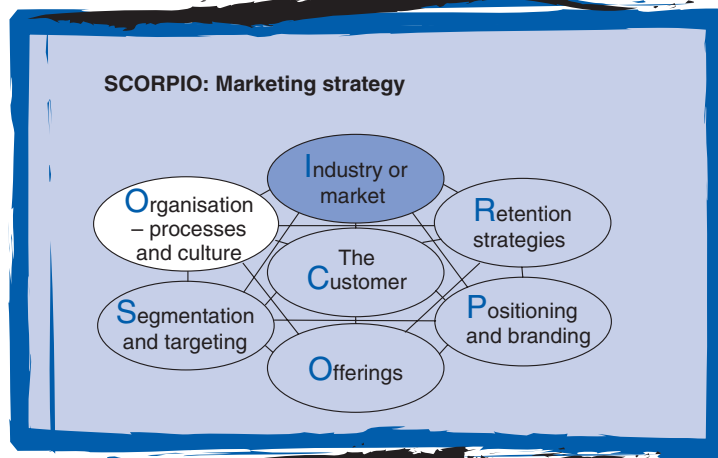 SCORPIO: Marketing strategy
Industry or
market
Organisation
– processes
and culture
Retention
strategies
The
Customer
Segmentation
and targeting
Positioning
and branding
Offerings